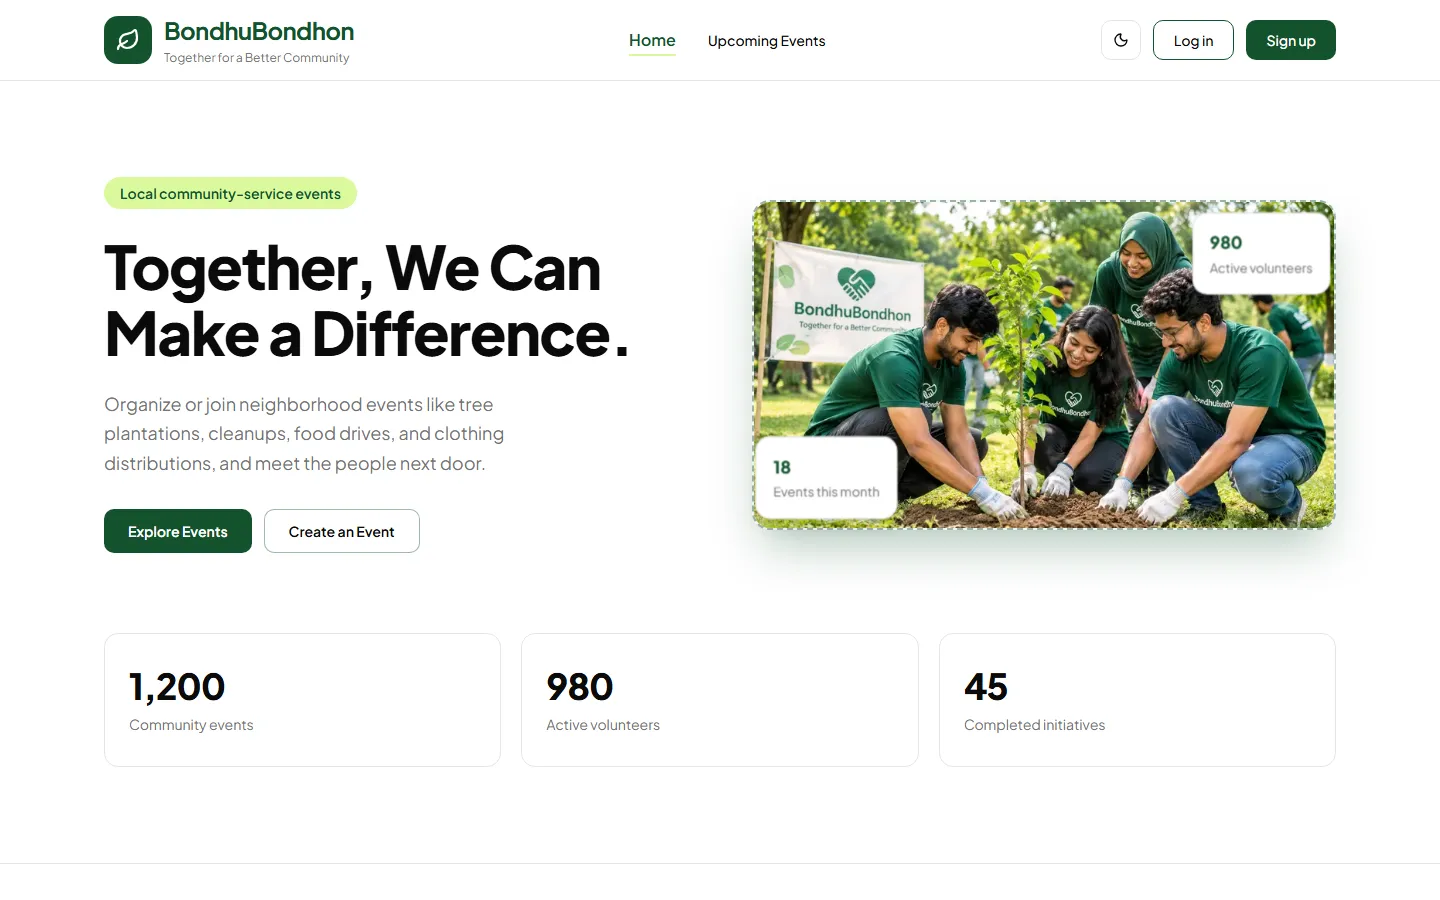 BondhuBondhon
Together for a Better Community
Home
Upcoming Events
Log in
Sign up
Local community-service events
Together, We Can
Make a Difference.
Organize or join neighborhood events like tree
plantations, cleanups, food drives, and clothing
distributions, and meet the people next door.
Explore Events
Create an Event
980
Active volunteers
BondhuBondhon
Together for a Better
18
Events this month
1,200
Community events
980
Active volunteers
45
Completed initiatives